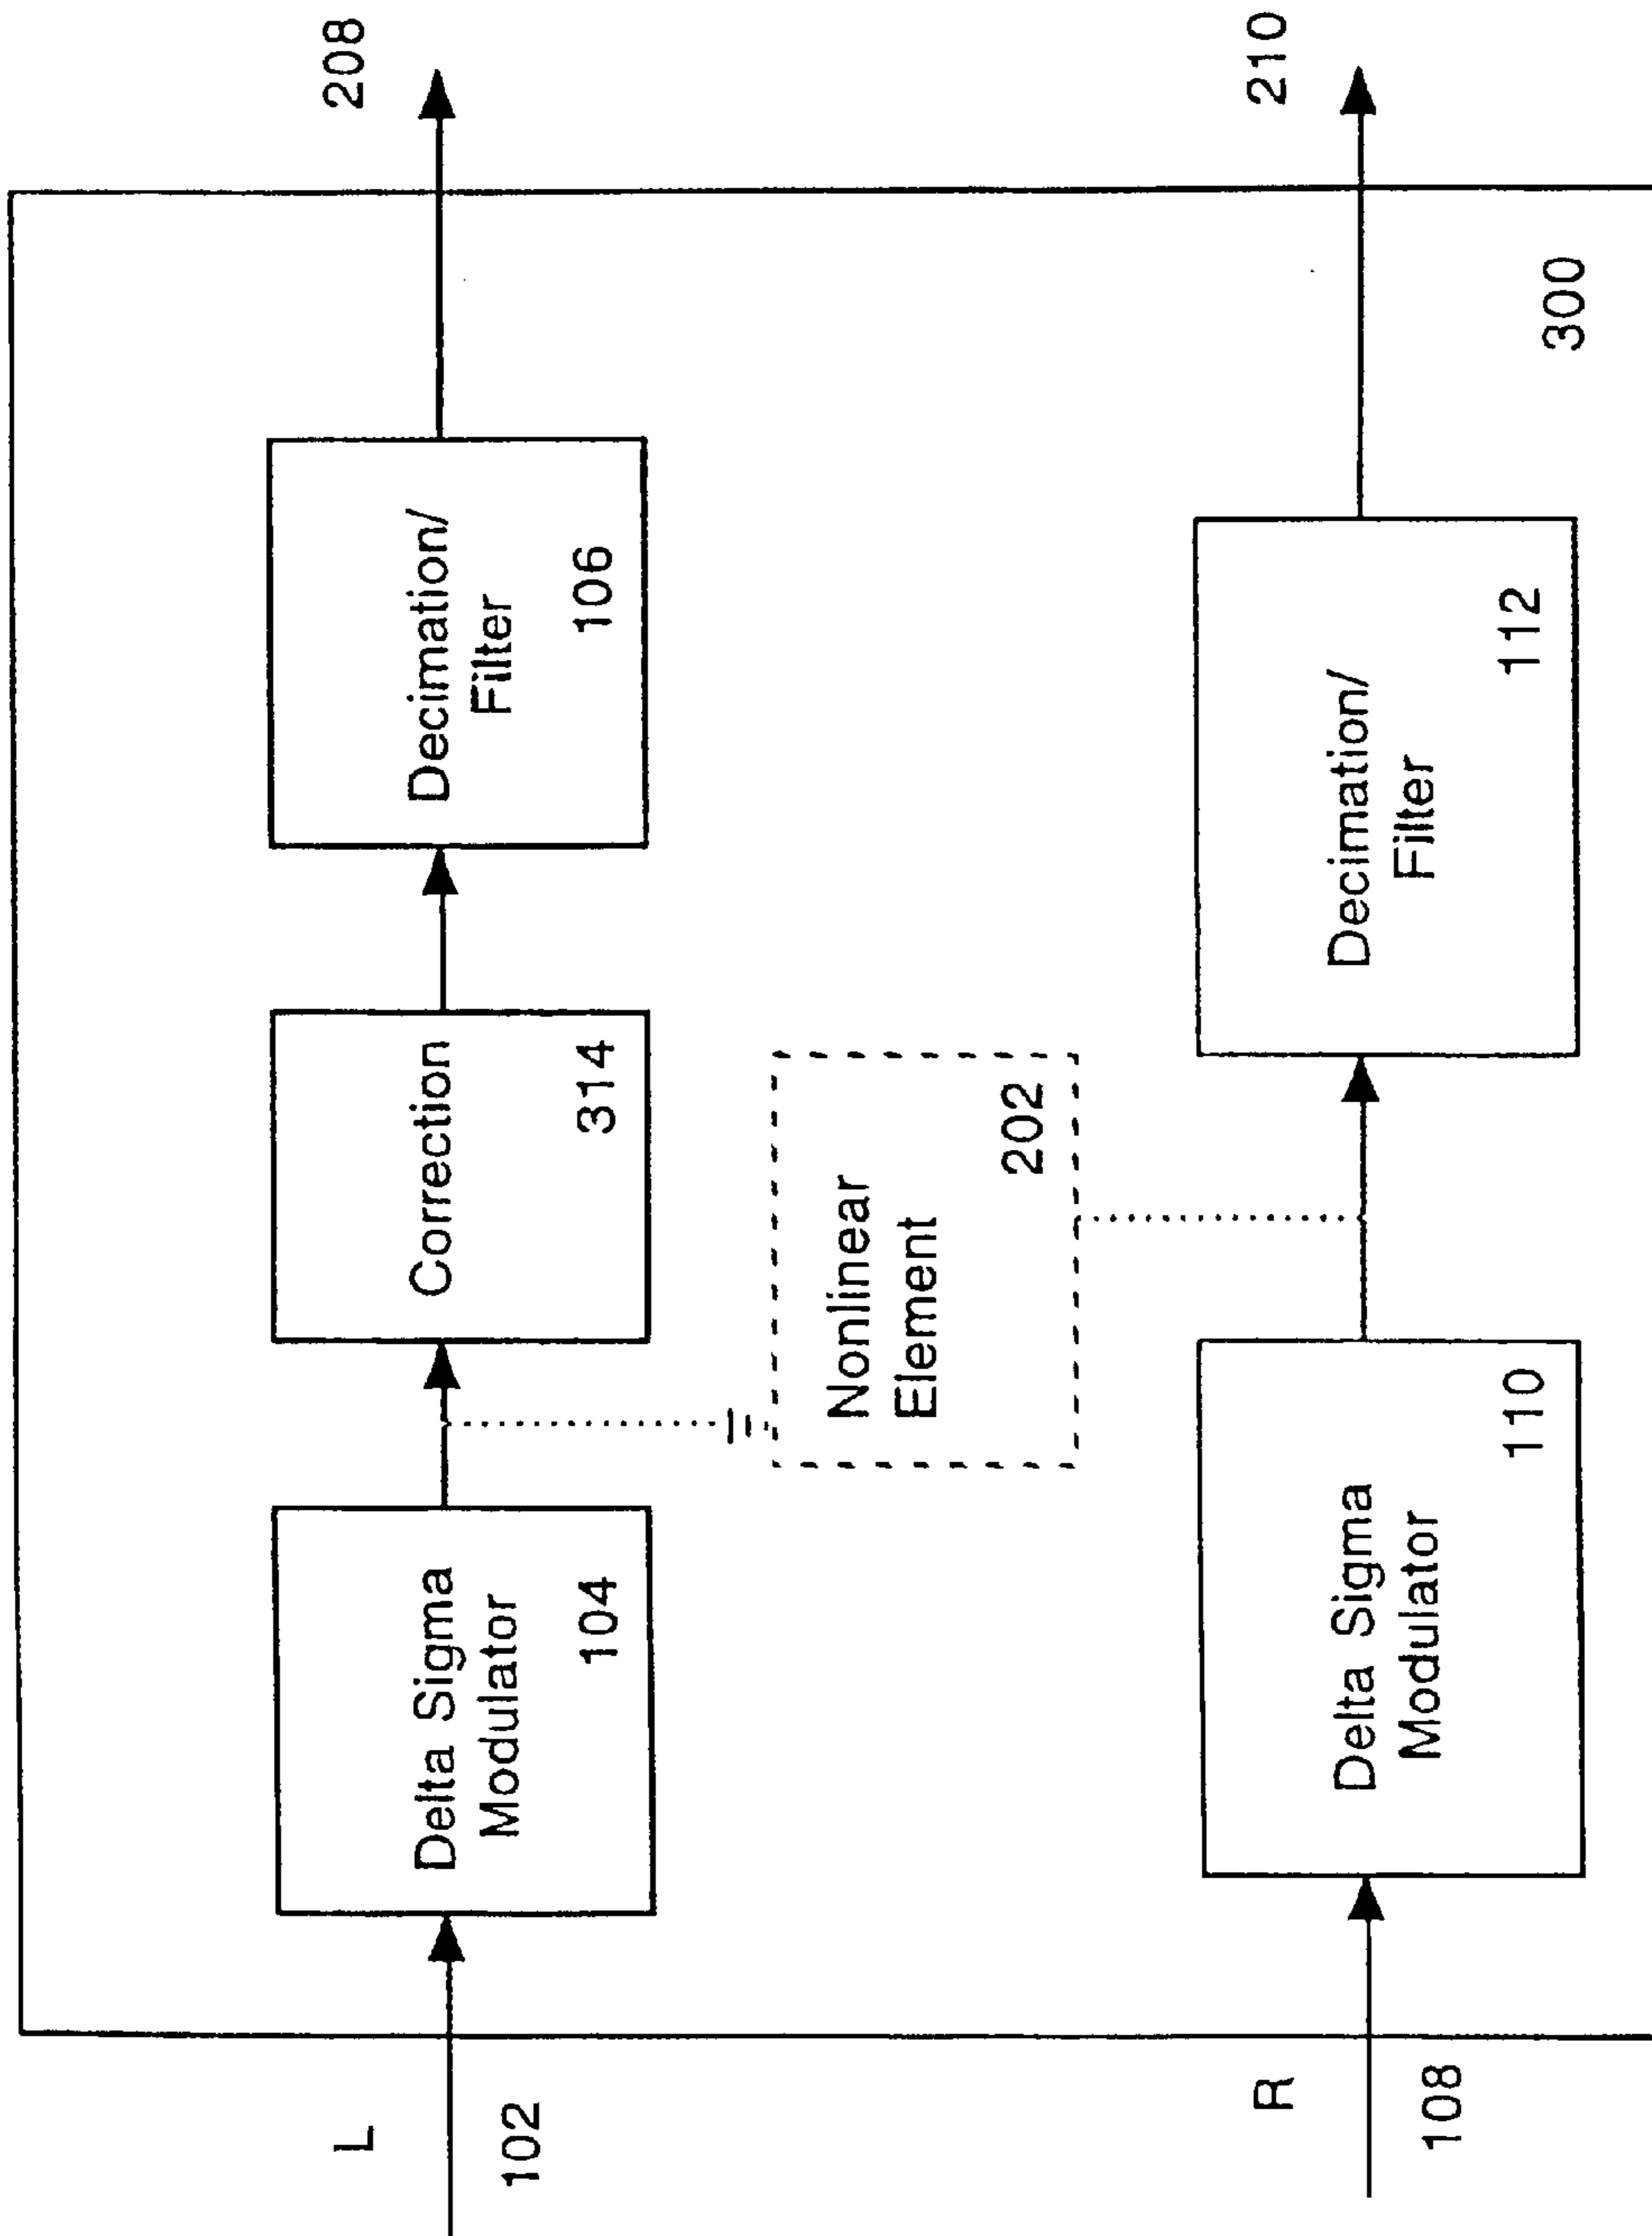 L
102
Delta Sigma
Modulator
104
Correction
314
Decimation/
Filter
106
208
Nonlinear
Element
202
R
108
Delta Sigma
Modulator
110
Decimation/
Filter
112
210
300